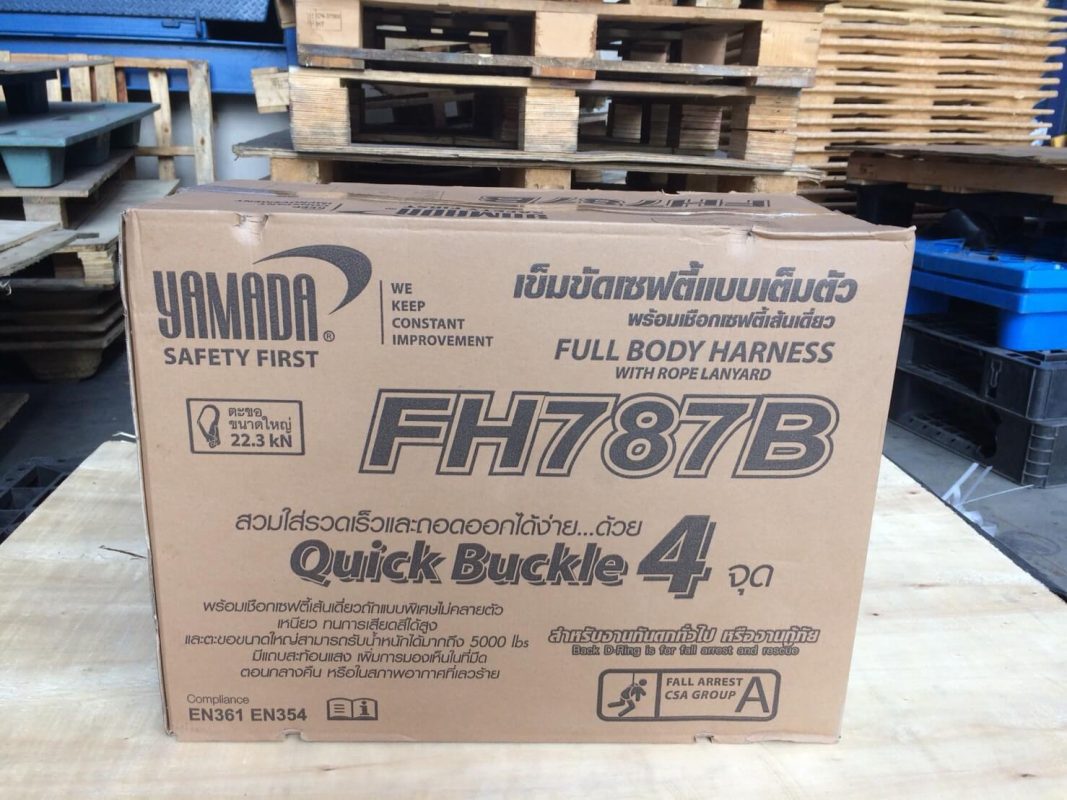 FH787B
YAMADA®
SAFETY FIRST
WE
KEEP
CONSTANT
IMPROVEMENT
เข็มขัดเซฟตี้แบบเต็มตัว
พร้อมเชือกเซฟตี้เส้นเดี่ยว
FULL BODY HARNESS
WITH ROPE LANYARD
ตะขอ
ขนาดใหญ่
22.3 kN
FH787B
สวมใส่รวดเร็วและถอดออกได้ง่าย...ด้วย
Quick Buckle 4 จุด
พร้อมเชือกเซฟตี้เส้นเดี่ยวถักแบบพิเศษไม่คลายตัว
เหนียว ทนการเสียดสีได้สูง
และตะขอขนาดใหญ่สามารถรับน้ำหนักได้มากถึง 5000 lbs
มีแถบสะท้อนแสง เพิ่มการมองเห็นในที่มืด
ตอนกลางคืน หรือในสภาพอากาศที่เลวร้าย
สำหรับงานกันตกทั่วไป หรืองานกู้ภัย
Back D-Ring is for fall arrest and rescue
Compliance
EN361 EN354
FALL ARREST
CSA GROUP A